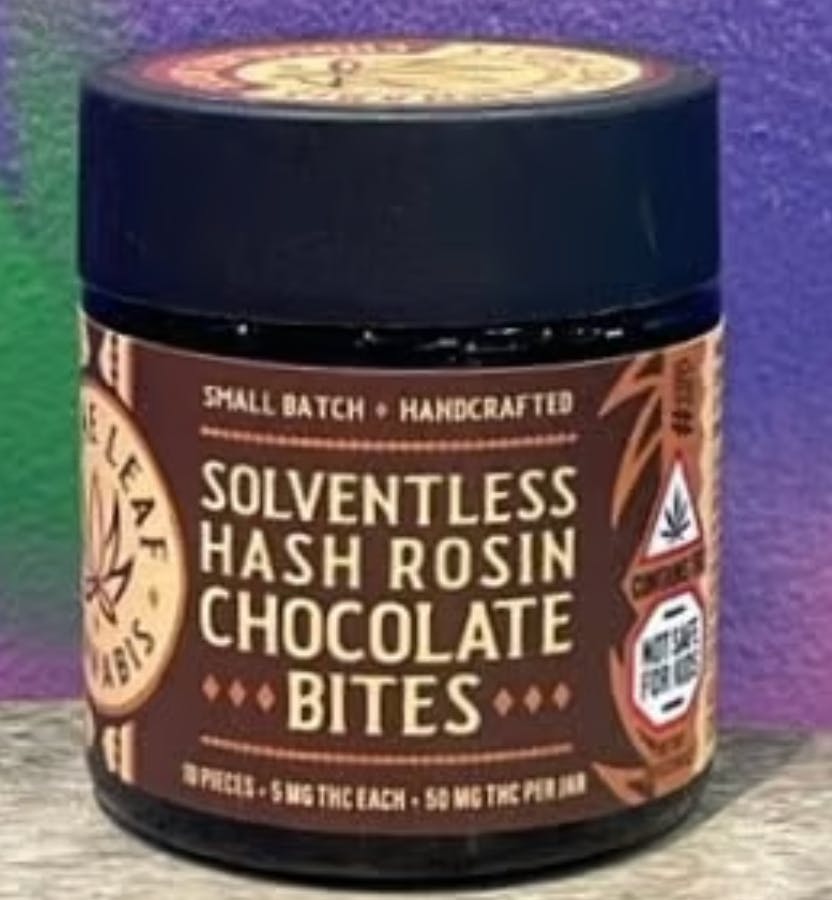 SMALL BATCH • HANDCRAFTED
SOLVENTLESS
HASH ROSIN
CHOCOLATE
BITES
10 PIECES • 5 MG THC EACH • 50 MG THC PER JAR
LEAF
NOT SAFE
FOR KIDS